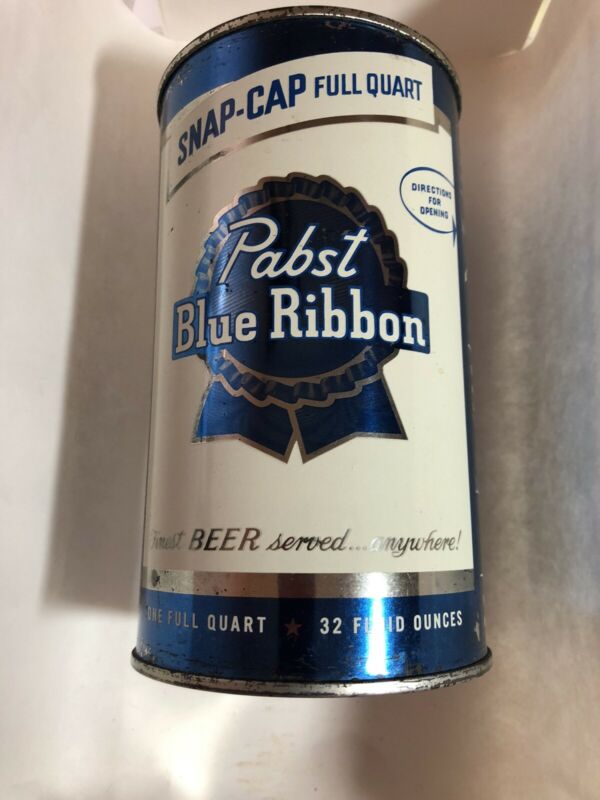 SNAP-CAP FULL QUART
DIRECTIONS
FOR
OPENING
Pabst
Blue Ribbon
Finest BEER served...anywhere!
ONE FULL QUART ★ 32 FLUID OUNCES